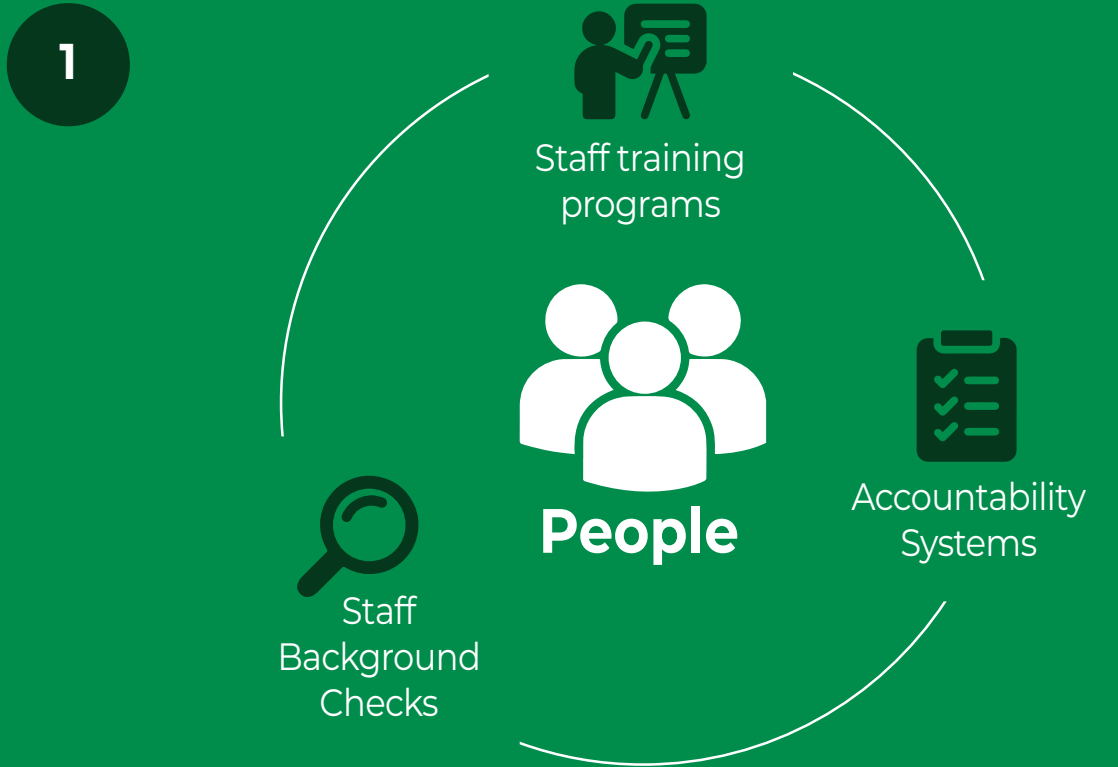 1
Staff training
programs
People
Accountability
Systems
Staff
Background
Checks